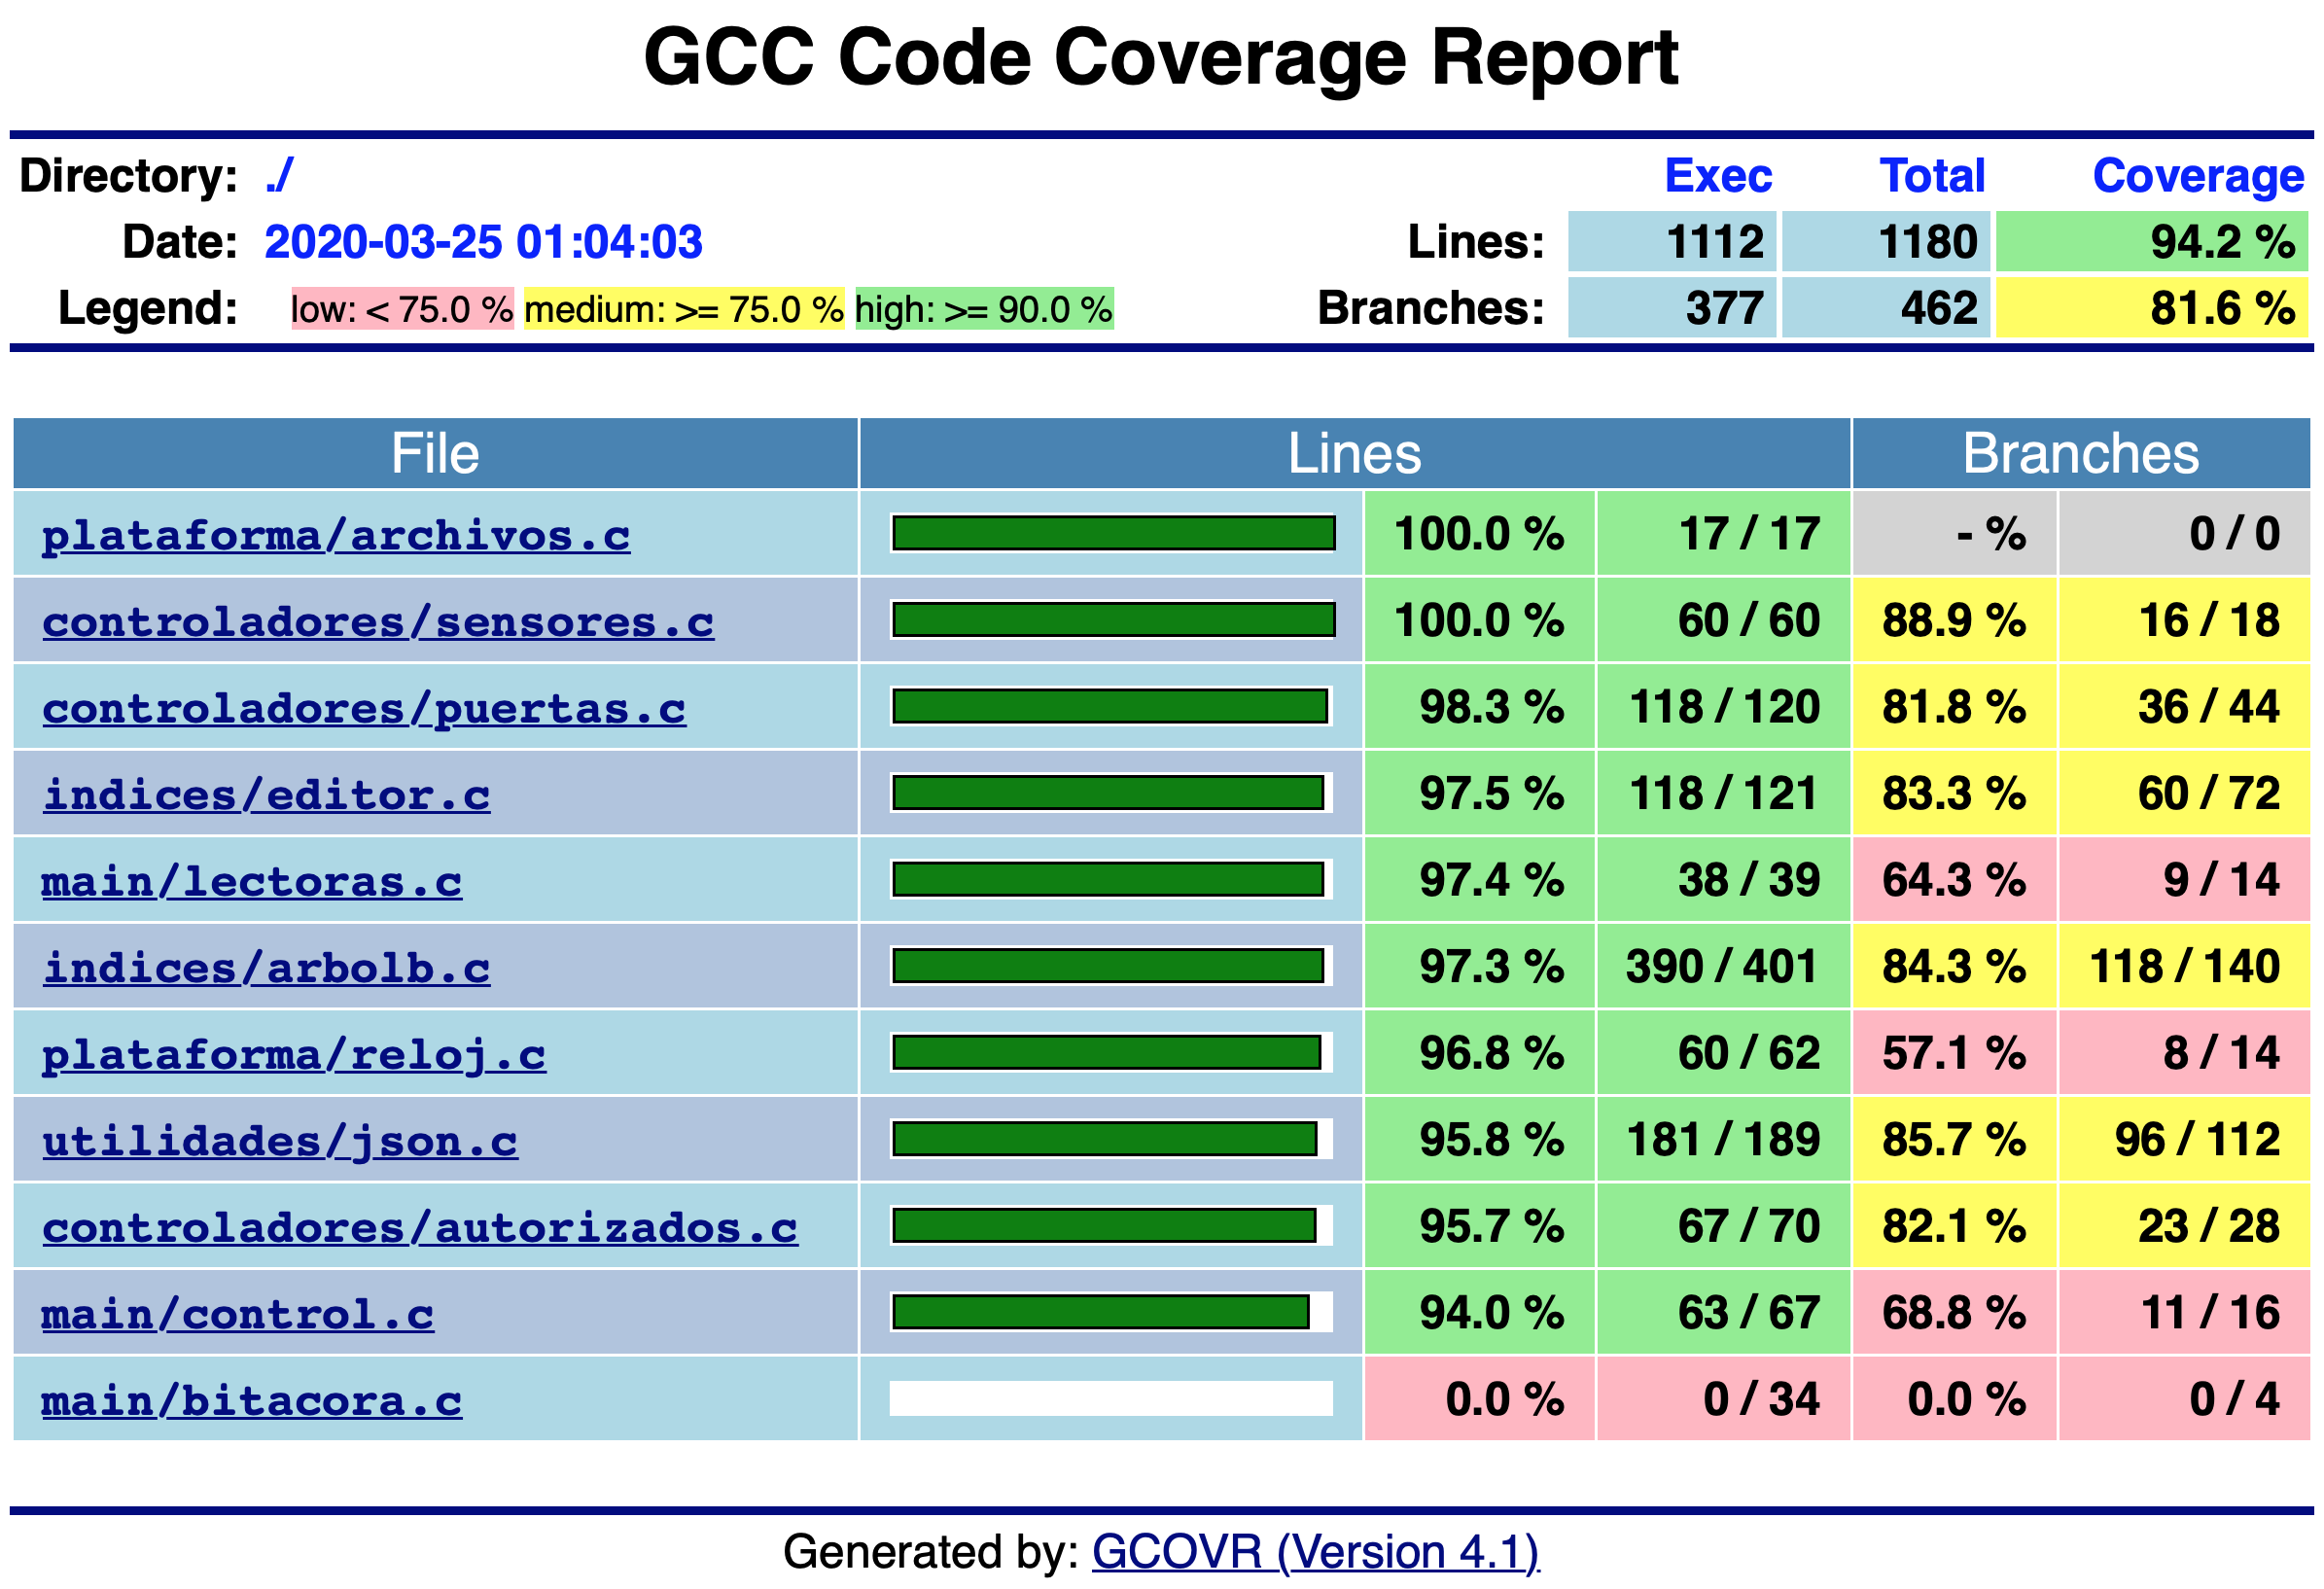 GCC Code Coverage Report
Directory: ./ Exec Total Coverage
Date: 2020-03-25 01:04:03 Lines: 1112 1180 94.2 %
Legend: low: < 75.0 % medium: >= 75.0 % high: >= 90.0 % Branches: 377 462 81.6 %
File Lines Branches
plataforma/archivos.c 100.0 % 17 / 17 - % 0 / 0
controladores/sensores.c 100.0 % 60 / 60 88.9 % 16 / 18
controladores/puertas.c 98.3 % 118 / 120 81.8 % 36 / 44
indices/editor.c 97.5 % 118 / 121 83.3 % 60 / 72
main/lectoras.c 97.4 % 38 / 39 64.3 % 9 / 14
indices/arbolb.c 97.3 % 390 / 401 84.3 % 118 / 140
plataforma/reloj.c 96.8 % 60 / 62 57.1 % 8 / 14
utilidades/json.c 95.8 % 181 / 189 85.7 % 96 / 112
controladores/autorizados.c 95.7 % 67 / 70 82.1 % 23 / 28
main/control.c 94.0 % 63 / 67 68.8 % 11 / 16
main/bitacora.c 0.0 % 0 / 34 0.0 % 0 / 4
Generated by: GCOVR (Version 4.1)